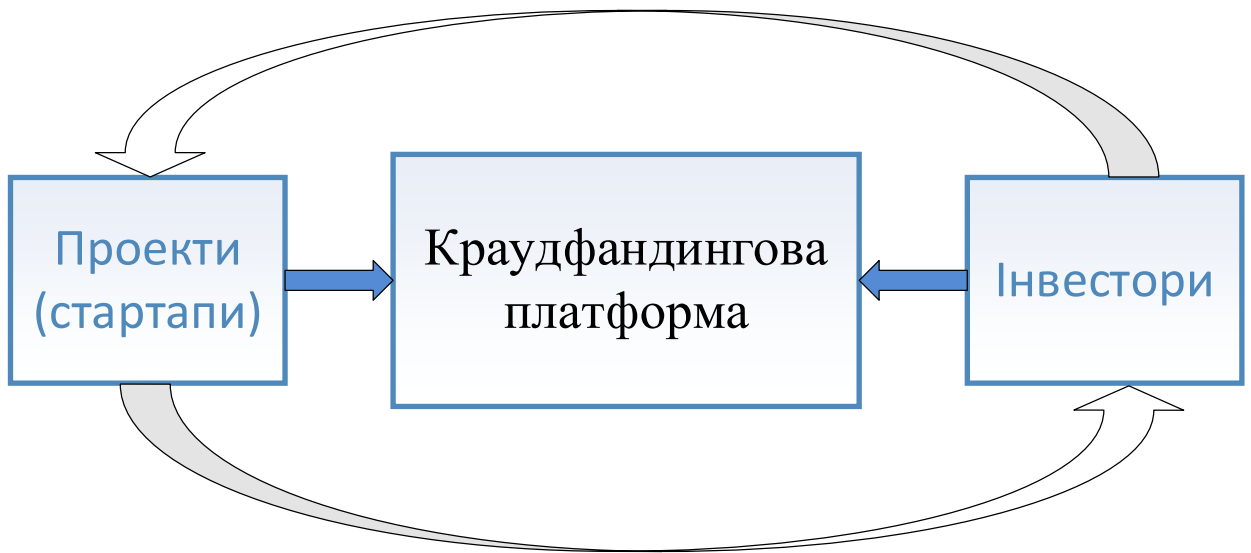 Проекти
(стартапи)
Краудфандингова
платформа
Інвестори